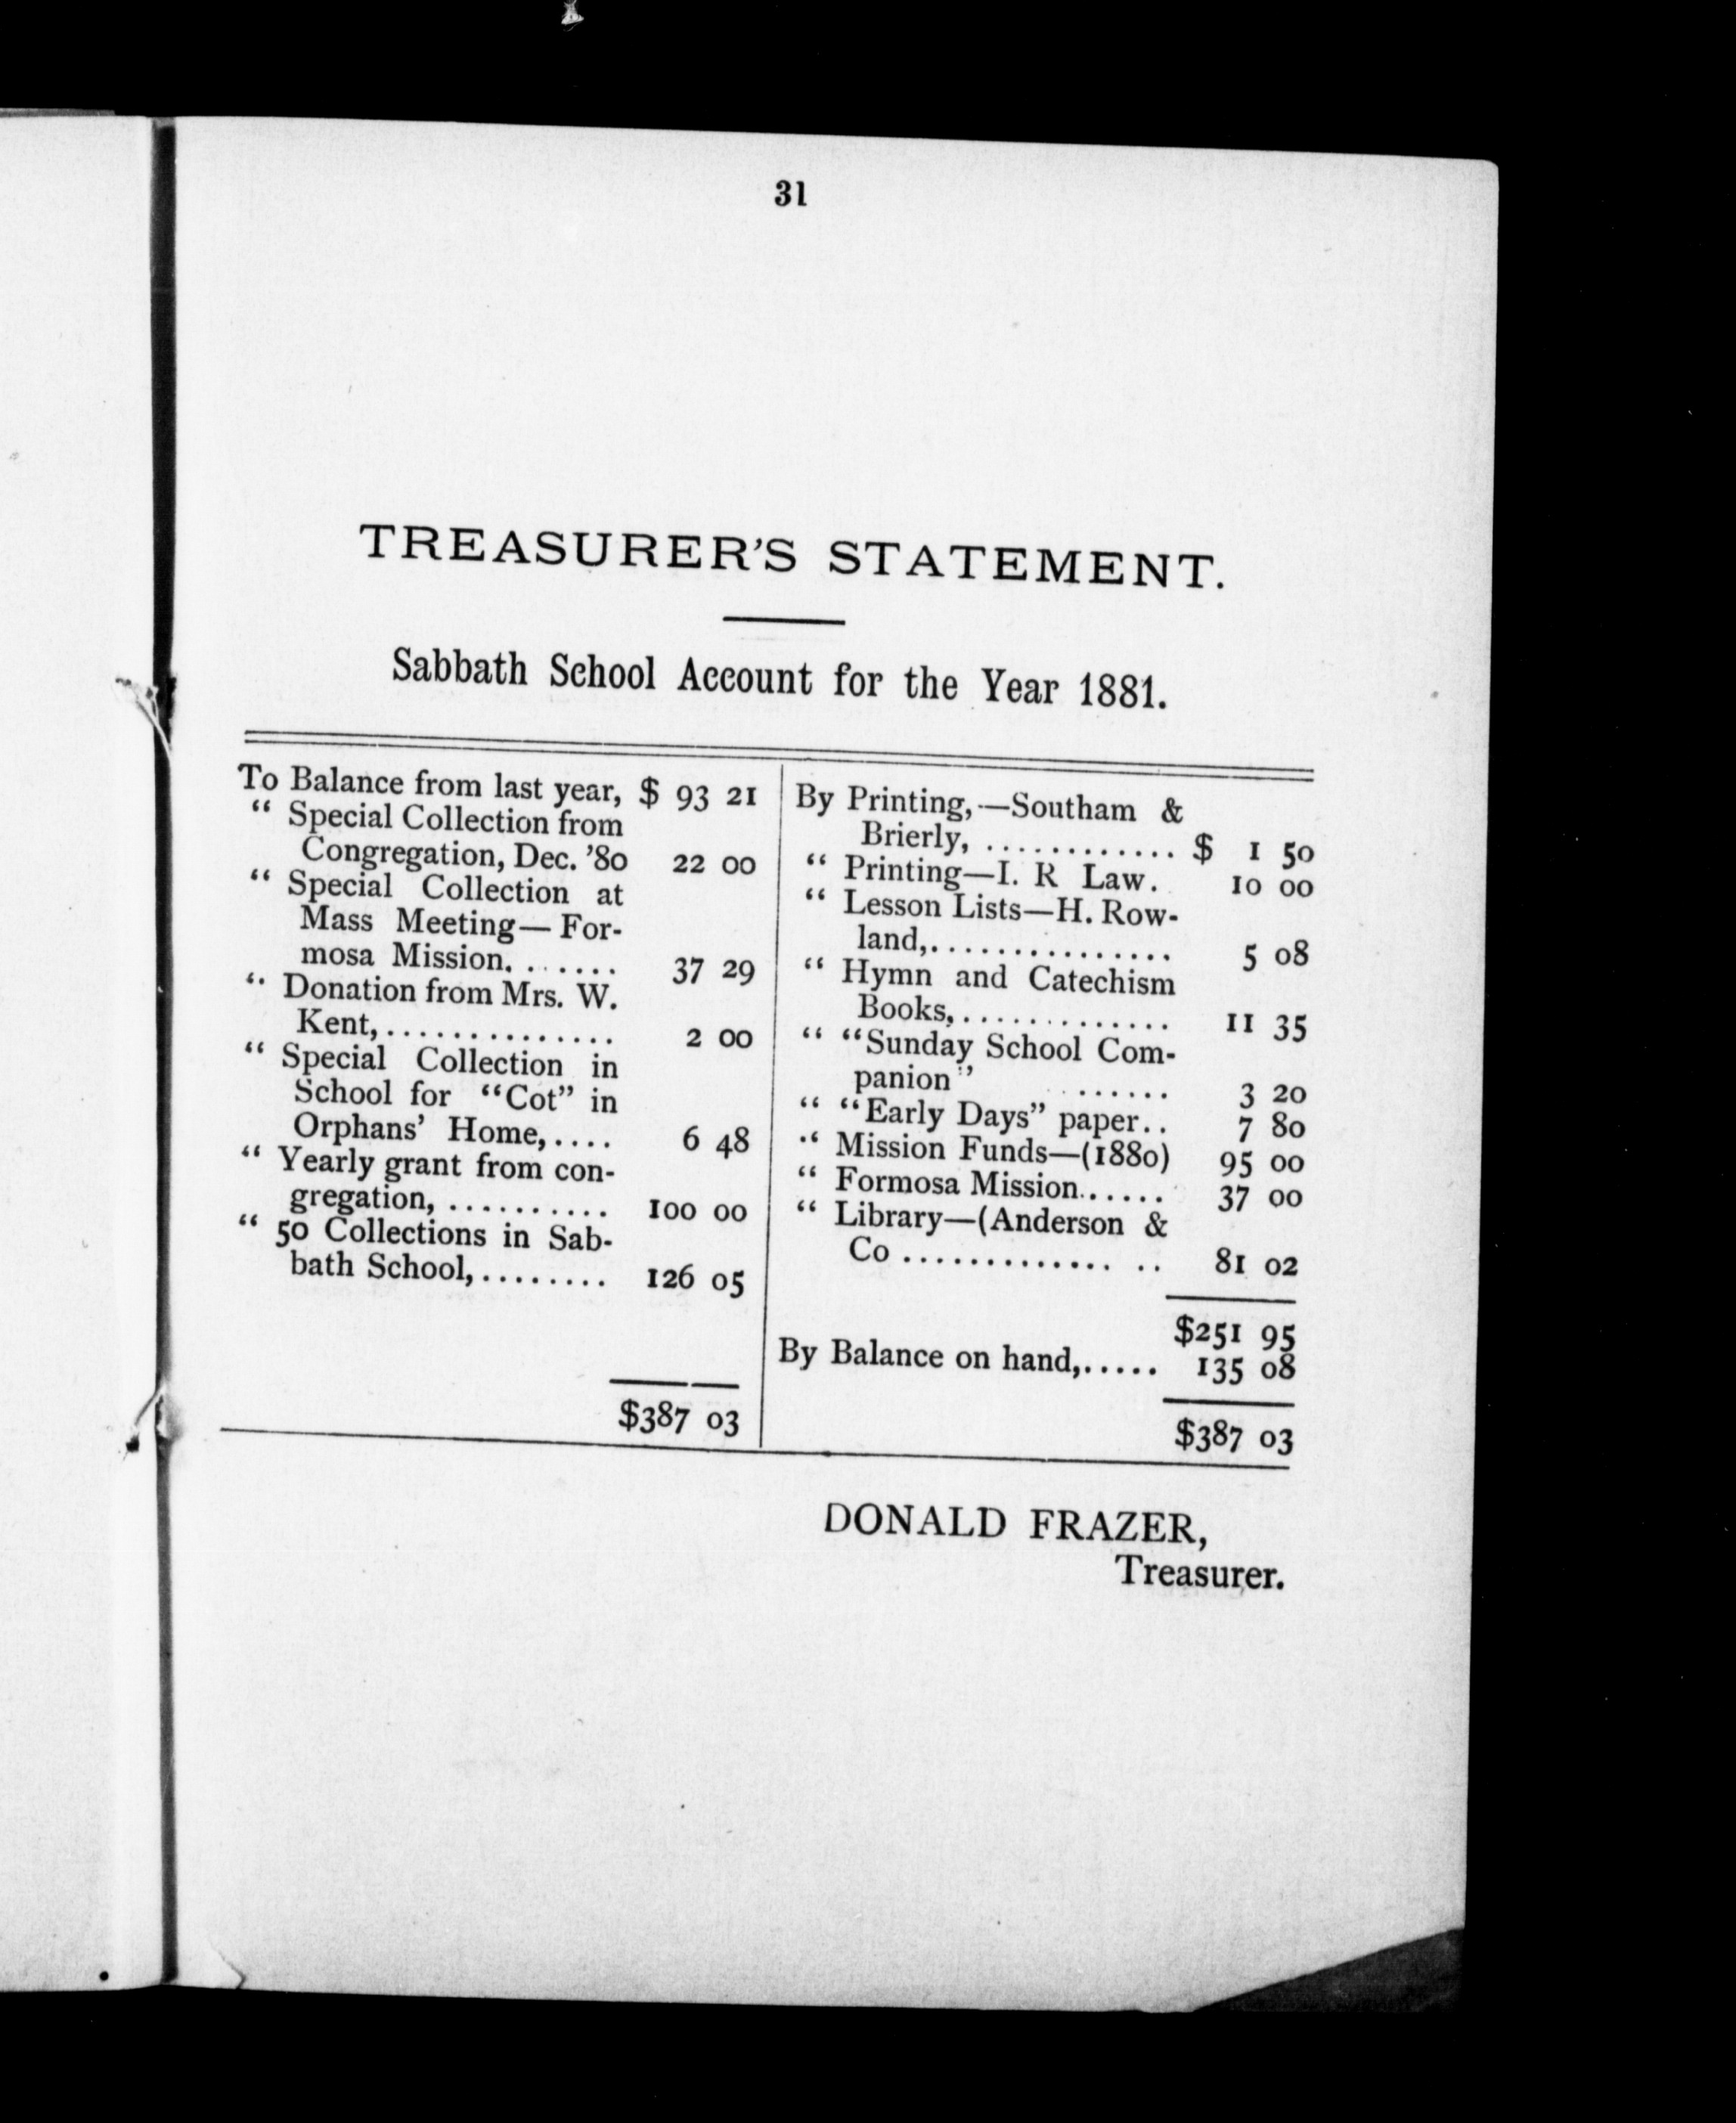 31
TREASURER'S STATEMENT.
Sabbath School Account for the Year 1881.
To Balance from last year, $ 93 21
“ Special Collection from
Congregation, Dec. '80 22 00
“ Special Collection at
Mass Meeting—For-
mosa Mission....... 37 29
“ Donation from Mrs. W.
Kent,.............. 2 00
“ Special Collection in
School for “Cot” in
Orphans' Home,.... 6 48
“ Yearly grant from con-
gregation, .......... 100 00
“ 50 Collections in Sab-
bath School,........ 126 05
$387 03
By Printing,—Southam &
Brierly, ............ $ 1 50
“ Printing—I. R Law. 10 00
“ Lesson Lists—H. Row-
land,............... 5 08
“ Hymn and Catechism
Books,............. 11 35
“ “Sunday School Com-
panion” ...... 3 20
“ “Early Days” paper.. 7 80
“ Mission Funds—(1880) 95 00
“ Formosa Mission...... 37 00
“ Library—(Anderson &
Co ............. .. 81 02
$251 95
By Balance on hand,..... 135 08
$387 03
DONALD FRAZER,
Treasurer.